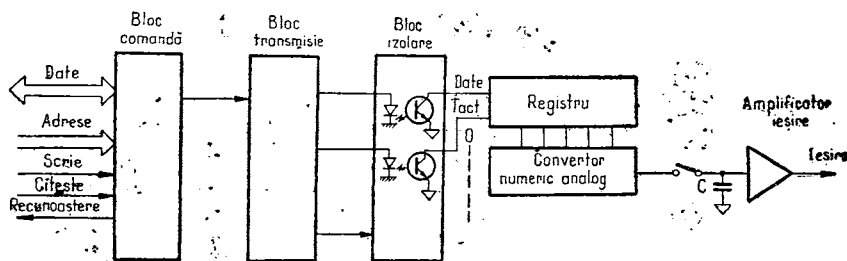 Bloc
comandă
Bloc
transmisie
Bloc
izolare
Date
Adrese
Scrie
Citeste
Recunoastere
Date
Tact
0
Registru
Convertor
numeric analog
C
Amplificator
iesire
Iesire